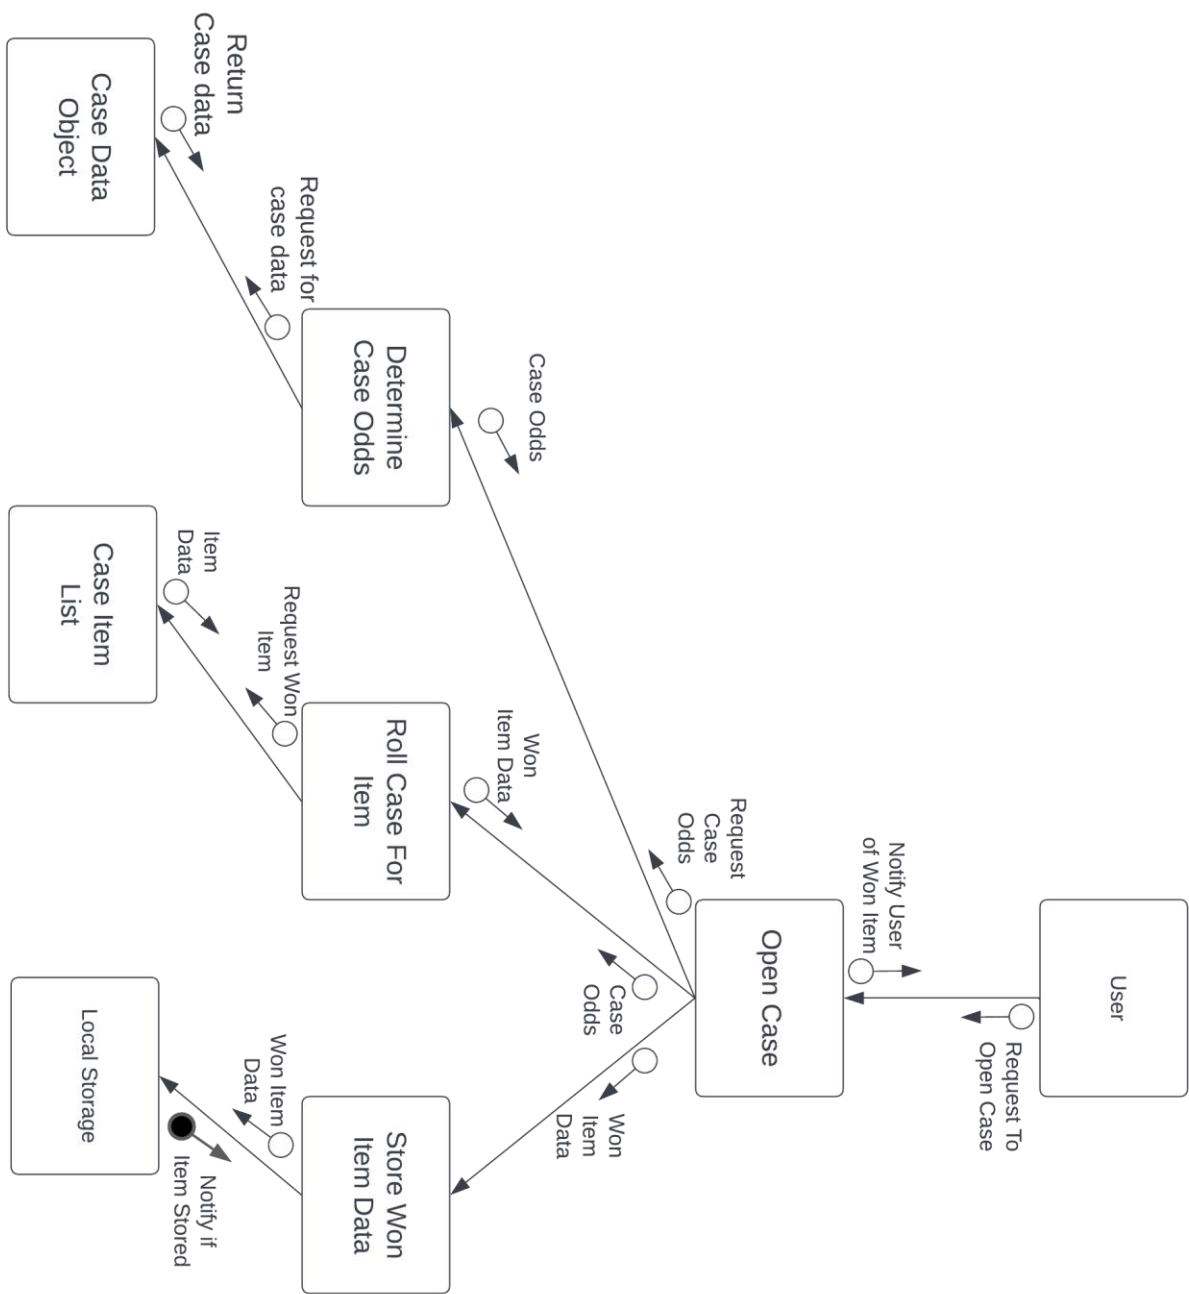 User
Notify User
of Won Item
Request To
Open Case
Open Case
Request
Case
Odds
Case
Odds
Won
Item
Data
Case Odds
Won
Item Data
Determine
Case Odds
Roll Case For
Item
Store Won
Item Data
Request for
case data
Return
Case data
Request Won
Item
Item
Data
Won Item
Data
Notify if
Item Stored
Case Data
Object
Case Item
List
Local Storage